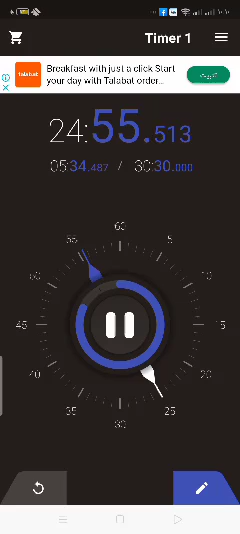 Timer 1
Talabat
Breakfast with just a click Start
your day with Talabat order...
24:55.513
05:34.487 / 30:30.000
60
55
5
50
10
45
15
40
20
35
25
30